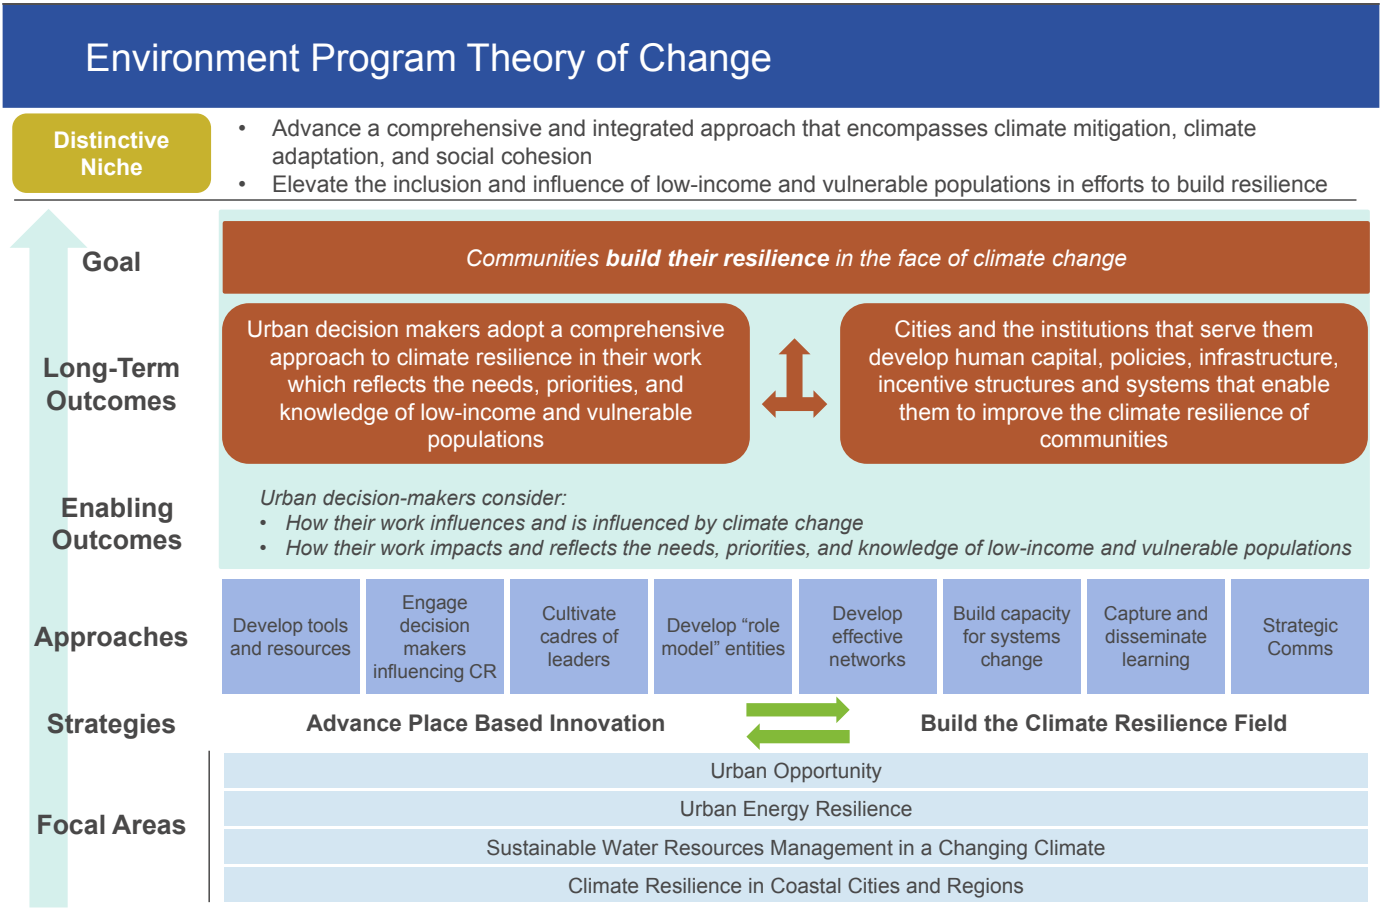 Environment Program Theory of Change
Distinctive
Niche
• Advance a comprehensive and integrated approach that encompasses climate mitigation, climate
adaptation, and social cohesion
• Elevate the inclusion and influence of low-income and vulnerable populations in efforts to build resilience
Goal
Communities build their resilience in the face of climate change
Long-Term
Outcomes
Urban decision makers adopt a comprehensive
approach to climate resilience in their work
which reflects the needs, priorities, and
knowledge of low-income and vulnerable
populations
Cities and the institutions that serve them
develop human capital, policies, infrastructure,
incentive structures and systems that enable
them to improve the climate resilience of
communities
Enabling
Outcomes
Urban decision-makers consider:
• How their work influences and is influenced by climate change
• How their work impacts and reflects the needs, priorities, and knowledge of low-income and vulnerable populations
Approaches
Develop tools
and resources
Engage
decision
makers
influencing CR
Cultivate
cadres of
leaders
Develop “role
model” entities
Develop
effective
networks
Build capacity
for systems
change
Capture and
disseminate
learning
Strategic
Comms
Strategies
Advance Place Based Innovation
Build the Climate Resilience Field
Focal Areas
Urban Opportunity
Urban Energy Resilience
Sustainable Water Resources Management in a Changing Climate
Climate Resilience in Coastal Cities and Regions